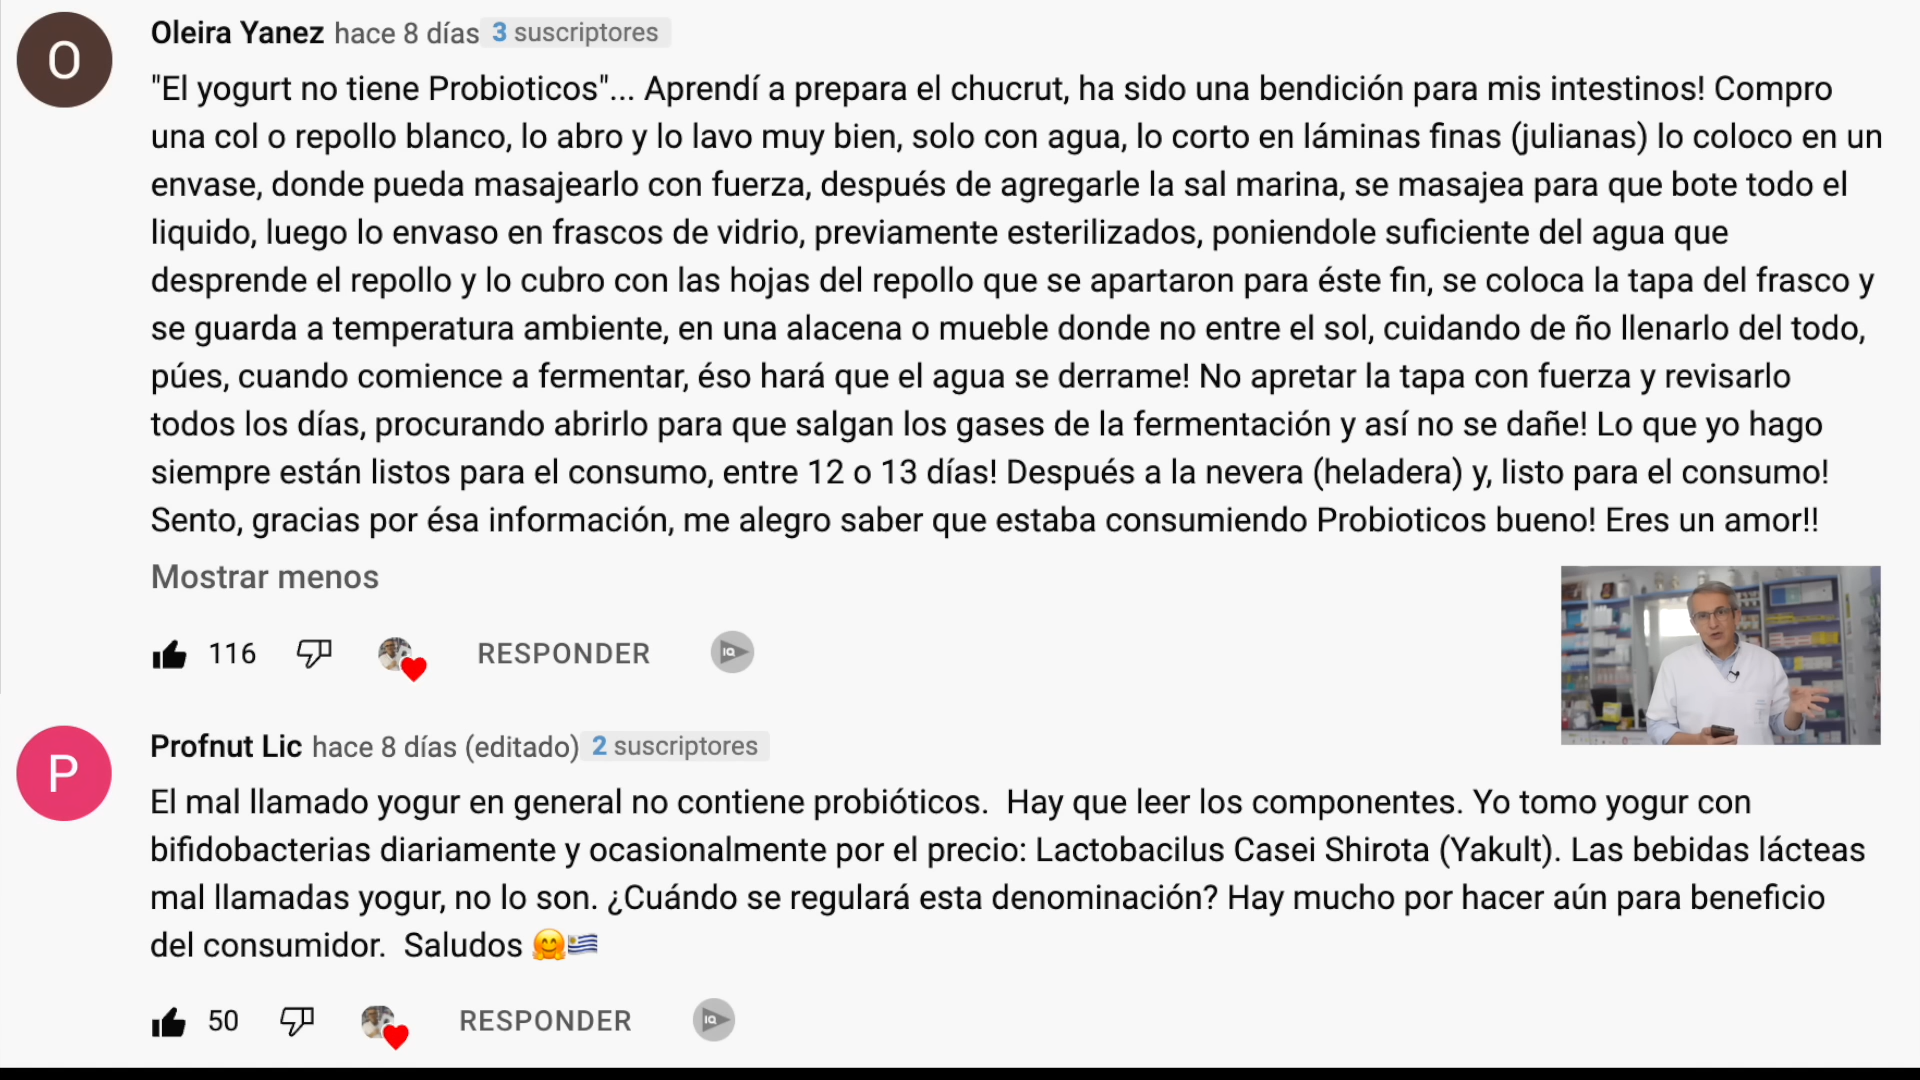 O
Oleira Yanez hace 8 días 3 suscriptores
"El yogurt no tiene Probioticos"... Aprendí a prepara el chucrut, ha sido una bendición para mis intestinos! Compro
una col o repollo blanco, lo abro y lo lavo muy bien, solo con agua, lo corto en láminas finas (julianas) lo coloco en un
envase, donde pueda masajearlo con fuerza, después de agregarle la sal marina, se masajea para que bote todo el
liquido, luego lo envaso en frascos de vidrio, previamente esterilizados, poniendole suficiente del agua que
desprende el repollo y lo cubro con las hojas del repollo que se apartaron para éste fin, se coloca la tapa del frasco y
se guarda a temperatura ambiente, en una alacena o mueble donde no entre el sol, cuidando de ño llenarlo del todo,
púes, cuando comience a fermentar, éso hará que el agua se derrame! No apretar la tapa con fuerza y revisarlo
todos los días, procurando abrirlo para que salgan los gases de la fermentación y así no se dañe! Lo que yo hago
siempre están listos para el consumo, entre 12 o 13 días! Después a la nevera (heladera) y, listo para el consumo!
Sento, gracias por ésa información, me alegro saber que estaba consumiendo Probioticos bueno! Eres un amor!!
Mostrar menos
116 RESPONDER IQ
P
Profnut Lic hace 8 días (editado) 2 suscriptores
El mal llamado yogur en general no contiene probióticos.  Hay que leer los componentes. Yo tomo yogur con
bifidobacterias diariamente y ocasionalmente por el precio: Lactobacilus Casei Shirota (Yakult). Las bebidas lácteas
mal llamadas yogur, no lo son. ¿Cuándo se regulará esta denominación? Hay mucho por hacer aún para beneficio
del consumidor.  Saludos 🤗🇺🇾
50 RESPONDER IQ